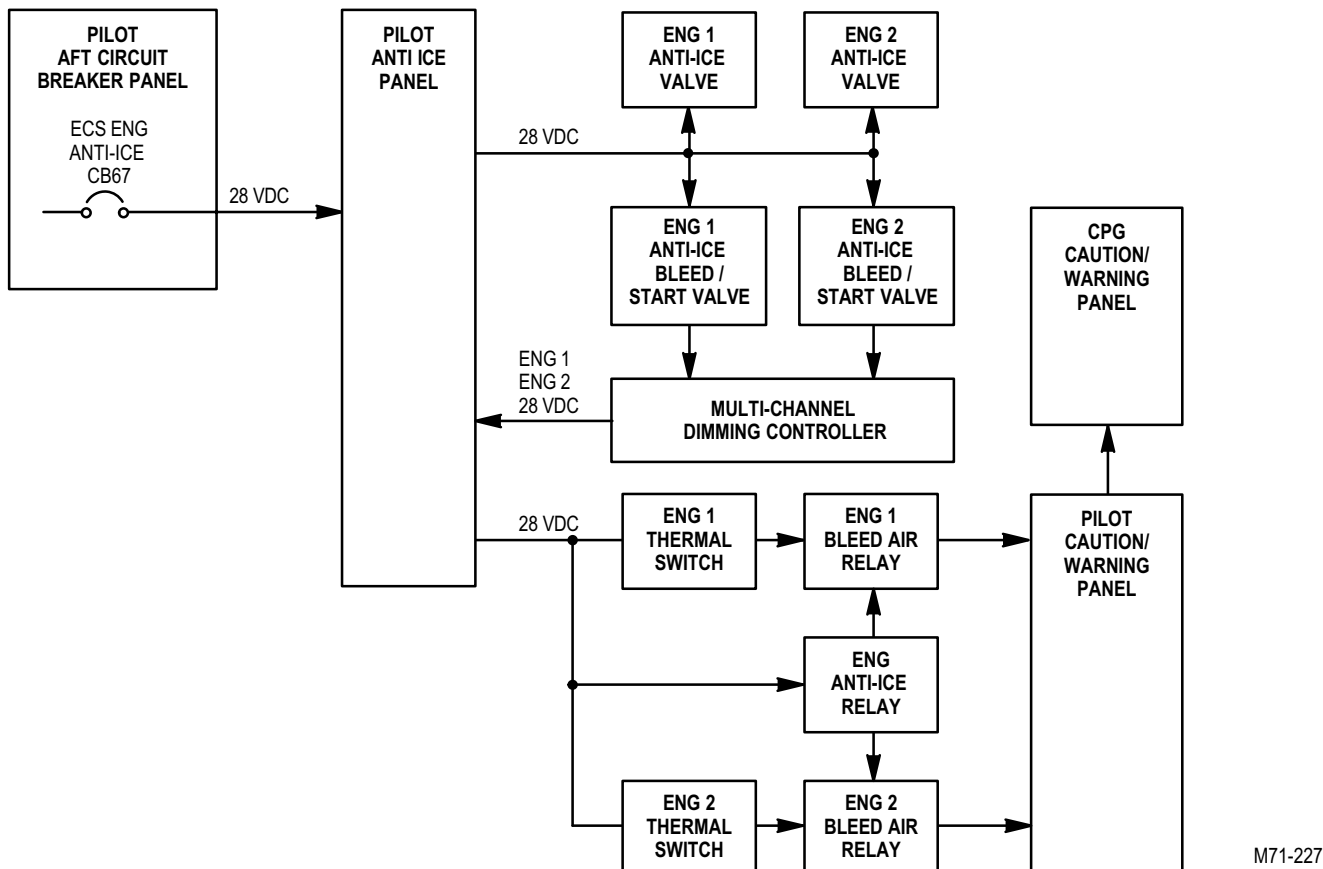 PILOT
AFT CIRCUIT
BREAKER PANEL
ECS ENG
ANTI-ICE
CB67
28 VDC
PILOT
ANTI ICE
PANEL
28 VDC
ENG 1
ANTI-ICE
VALVE
ENG 2
ANTI-ICE
VALVE
ENG 1
ANTI-ICE
BLEED /
START VALVE
ENG 2
ANTI-ICE
BLEED /
START VALVE
CPG
CAUTION/
WARNING
PANEL
ENG 1
ENG 2
28 VDC
MULTI-CHANNEL
DIMMING CONTROLLER
28 VDC
ENG 1
THERMAL
SWITCH
ENG 1
BLEED AIR
RELAY
PILOT
CAUTION/
WARNING
PANEL
ENG
ANTI-ICE
RELAY
ENG 2
THERMAL
SWITCH
ENG 2
BLEED AIR
RELAY
M71-227